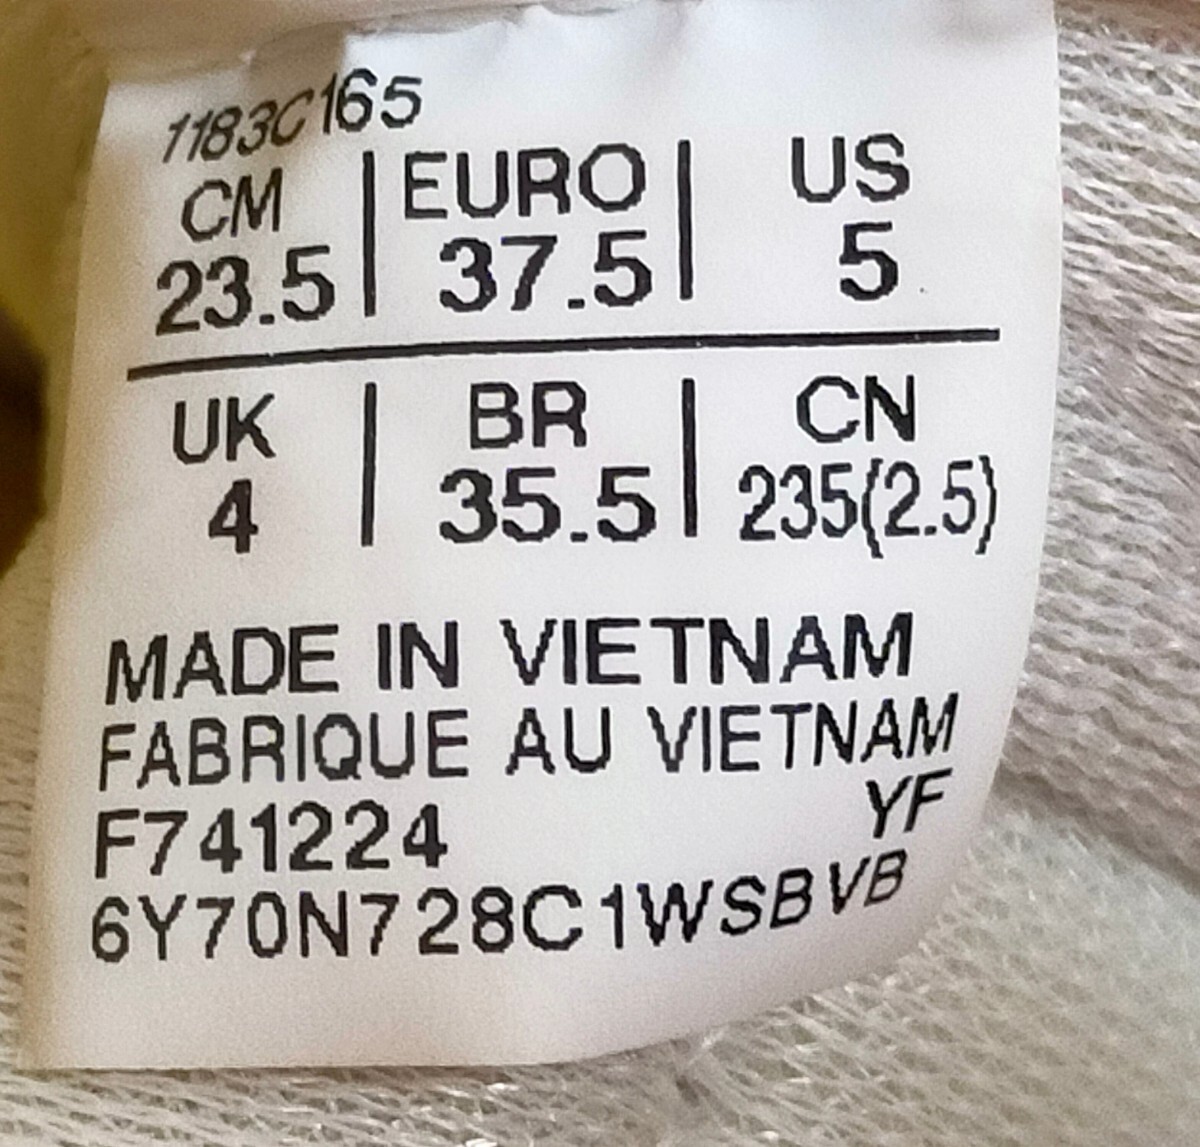 1183C165
CM | EURO | US
23.5 | 37.5 | 5
UK | BR | CN
4 | 35.5 | 235(2.5)
MADE IN VIETNAM
FABRIQUE AU VIETNAM
F741224 YF
6Y70N728C1WSBVB